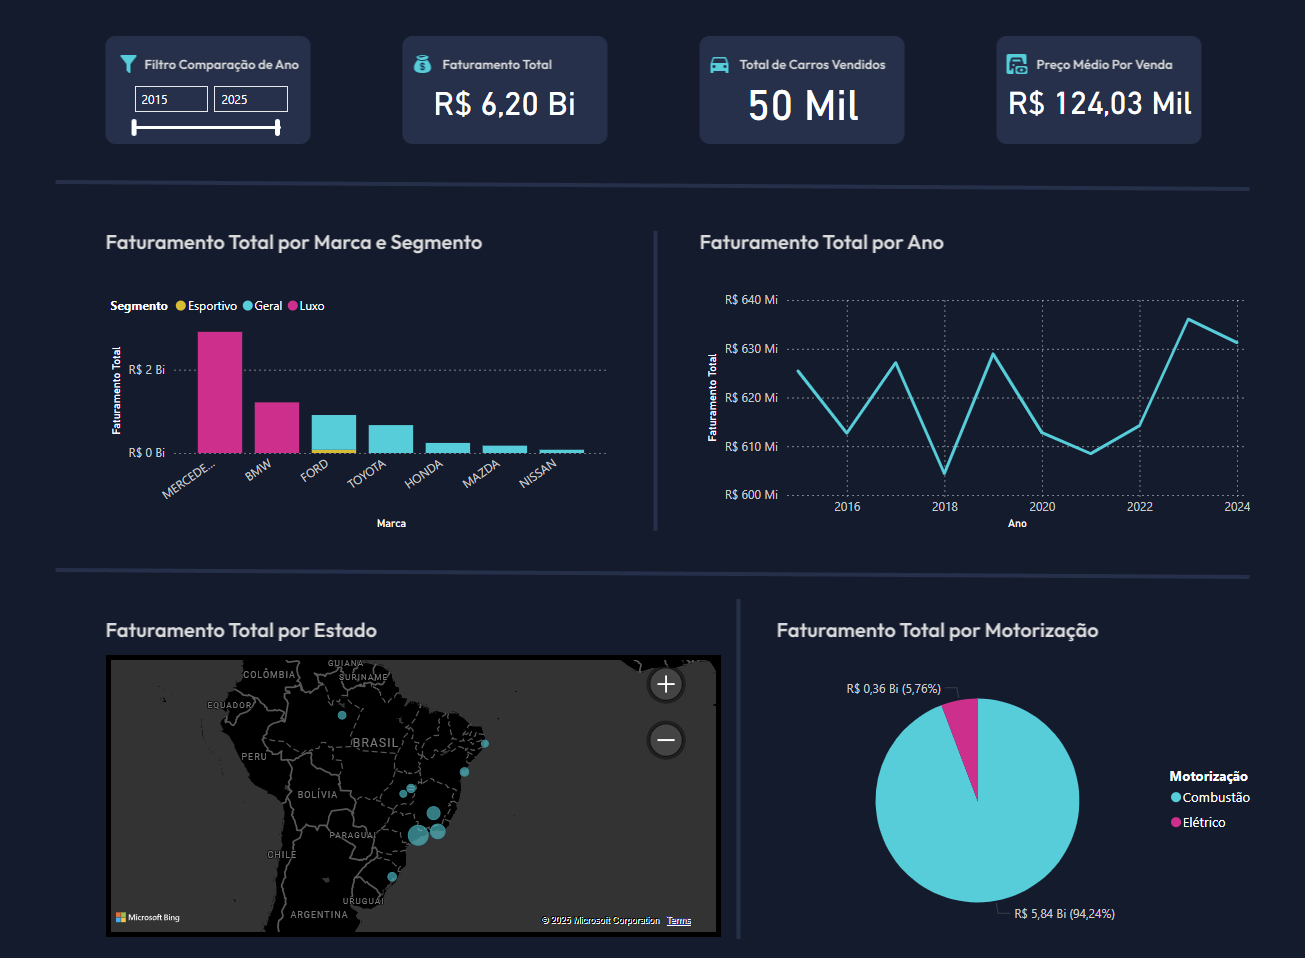 Filtro Comparação de Ano
2015
2025
Faturamento Total
R$ 6,20 Bi
Total de Carros Vendidos
50 Mil
Preço Médio Por Venda
R$ 124,03 Mil
Faturamento Total por Marca e Segmento
Segmento Esportivo Geral Luxo
Faturamento Total
R$ 2 Bi
R$ 0 Bi
MERCEDE...
BMW
FORD
TOYOTA
HONDA
MAZDA
NISSAN
Marca
Faturamento Total por Ano
Faturamento Total
R$ 640 Mi
R$ 630 Mi
R$ 620 Mi
R$ 610 Mi
R$ 600 Mi
2016
2018
2020
2022
2024
Ano
Faturamento Total por Estado
GUIANA
COLÔMBIA
SURINAME
EQUADOR
BRASIL
PERU
BOLÍVIA
PARAGUAI
CHILE
URUGUAI
ARGENTINA
Microsoft Bing
© 2025 Microsoft Corporation Terms
Faturamento Total por Motorização
R$ 0,36 Bi (5,76%)
Motorização
Combustão
Elétrico
R$ 5,84 Bi (94,24%)